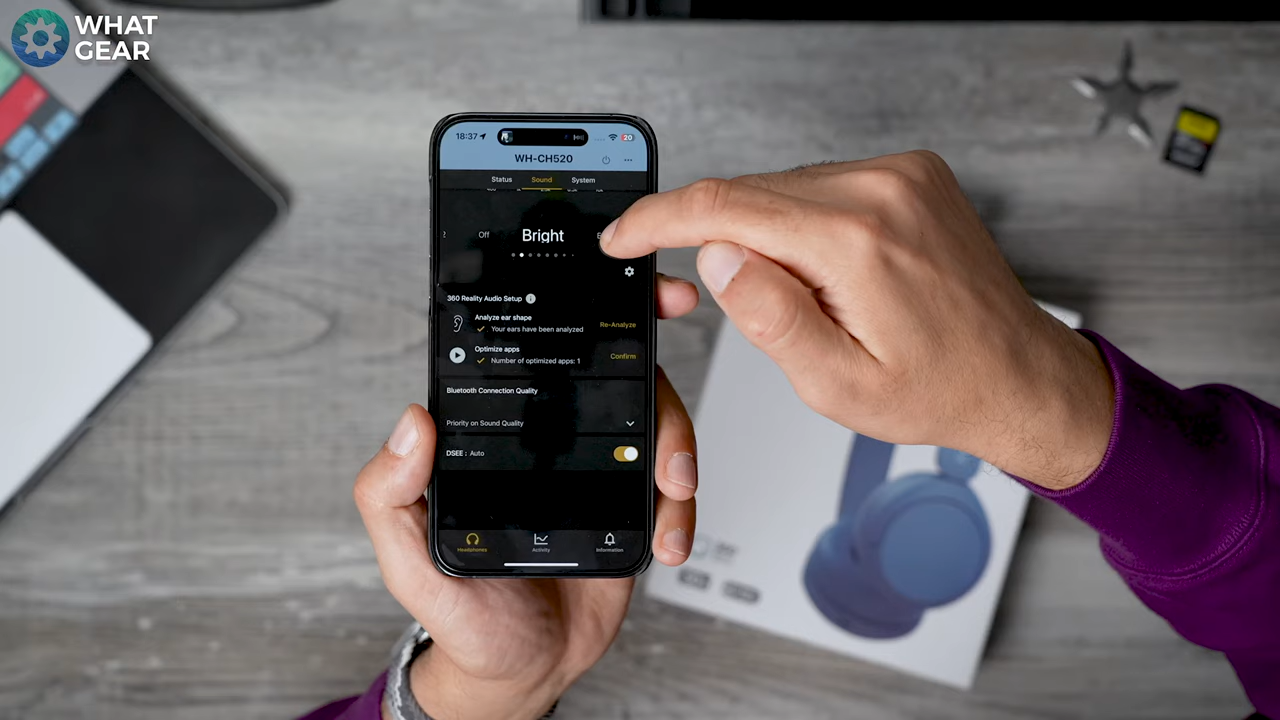 WHAT
GEAR
18:37
20
WH-CH520
Status Sound System
Off Bright
360 Reality Audio Setup
Analyze ear shape
Your ears have been analyzed
Re-Analyze
Optimize apps
Number of optimized apps: 1
Confirm
Bluetooth Connection Quality
Priority on Sound Quality
DSEE : Auto
Headphones Activity Information